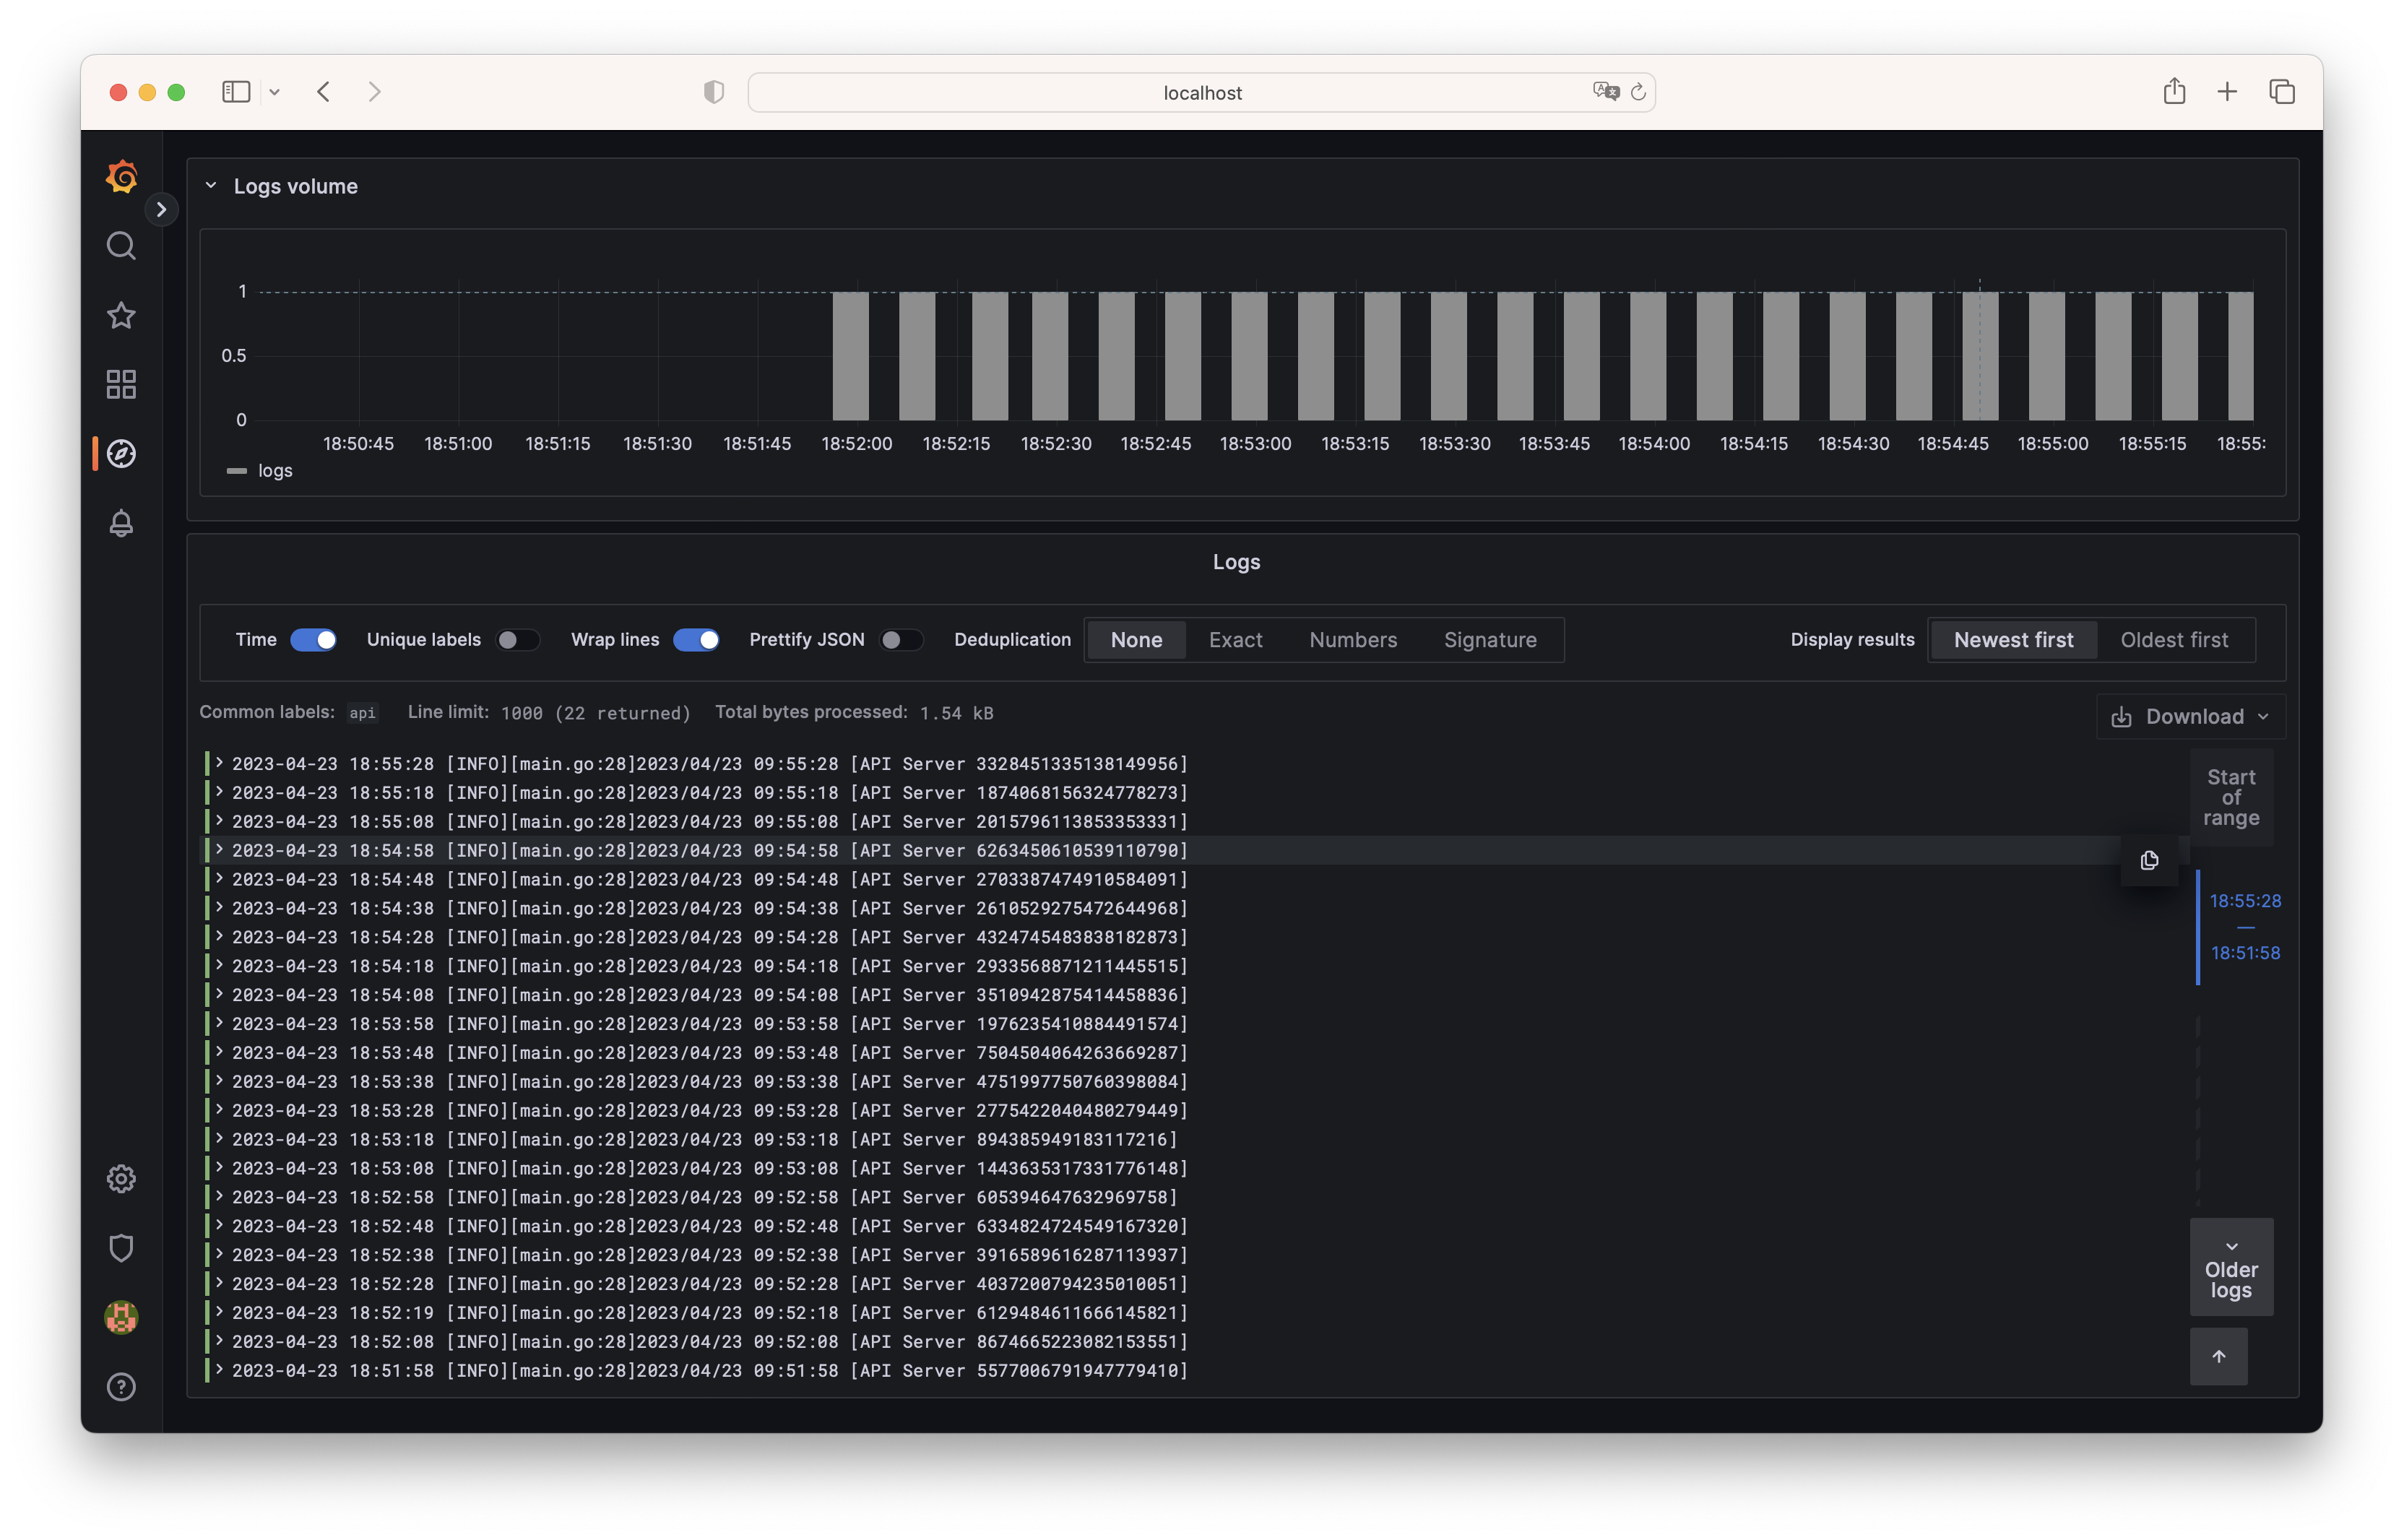 localhost
Logs volume
1
0.5
0
18:50:45 18:51:00 18:51:15 18:51:30 18:51:45 18:52:00 18:52:15 18:52:30 18:52:45 18:53:00 18:53:15 18:53:30 18:53:45 18:54:00 18:54:15 18:54:30 18:54:45 18:55:00 18:55:15 18:55:
logs
Logs
Time Unique labels Wrap lines Prettify JSON Deduplication None Exact Numbers Signature Display results Newest first Oldest first
Common labels: api Line limit: 1000 (22 returned) Total bytes processed: 1.54 kB Download
2023-04-23 18:55:28 [INFO][main.go:28]2023/04/23 09:55:28 [API Server 3328451335138149956]
2023-04-23 18:55:18 [INFO][main.go:28]2023/04/23 09:55:18 [API Server 1874068156324778273]
2023-04-23 18:55:08 [INFO][main.go:28]2023/04/23 09:55:08 [API Server 2015796113853353331]
2023-04-23 18:54:58 [INFO][main.go:28]2023/04/23 09:54:58 [API Server 6263450610539110790]
2023-04-23 18:54:48 [INFO][main.go:28]2023/04/23 09:54:48 [API Server 2703387474910584091]
2023-04-23 18:54:38 [INFO][main.go:28]2023/04/23 09:54:38 [API Server 2610529275472644968]
2023-04-23 18:54:28 [INFO][main.go:28]2023/04/23 09:54:28 [API Server 4324745483838182873]
2023-04-23 18:54:18 [INFO][main.go:28]2023/04/23 09:54:18 [API Server 2933568871211445515]
2023-04-23 18:54:08 [INFO][main.go:28]2023/04/23 09:54:08 [API Server 3510942875414458836]
2023-04-23 18:53:58 [INFO][main.go:28]2023/04/23 09:53:58 [API Server 1976235410884491574]
2023-04-23 18:53:48 [INFO][main.go:28]2023/04/23 09:53:48 [API Server 7504504064263669287]
2023-04-23 18:53:38 [INFO][main.go:28]2023/04/23 09:53:38 [API Server 4751997750760398084]
2023-04-23 18:53:28 [INFO][main.go:28]2023/04/23 09:53:28 [API Server 2775422040480279449]
2023-04-23 18:53:18 [INFO][main.go:28]2023/04/23 09:53:18 [API Server 894385949183117216]
2023-04-23 18:53:08 [INFO][main.go:28]2023/04/23 09:53:08 [API Server 1443635317331776148]
2023-04-23 18:52:58 [INFO][main.go:28]2023/04/23 09:52:58 [API Server 605394647632969758]
2023-04-23 18:52:48 [INFO][main.go:28]2023/04/23 09:52:48 [API Server 6334824724549167320]
2023-04-23 18:52:38 [INFO][main.go:28]2023/04/23 09:52:38 [API Server 3916589616287113937]
2023-04-23 18:52:28 [INFO][main.go:28]2023/04/23 09:52:28 [API Server 4037200794235010051]
2023-04-23 18:52:19 [INFO][main.go:28]2023/04/23 09:52:18 [API Server 6129484611666145821]
2023-04-23 18:52:08 [INFO][main.go:28]2023/04/23 09:52:08 [API Server 8674665223082153551]
2023-04-23 18:51:58 [INFO][main.go:28]2023/04/23 09:51:58 [API Server 5577006791947779410]
Start
of
range
18:55:28
—
18:51:58
Older
logs